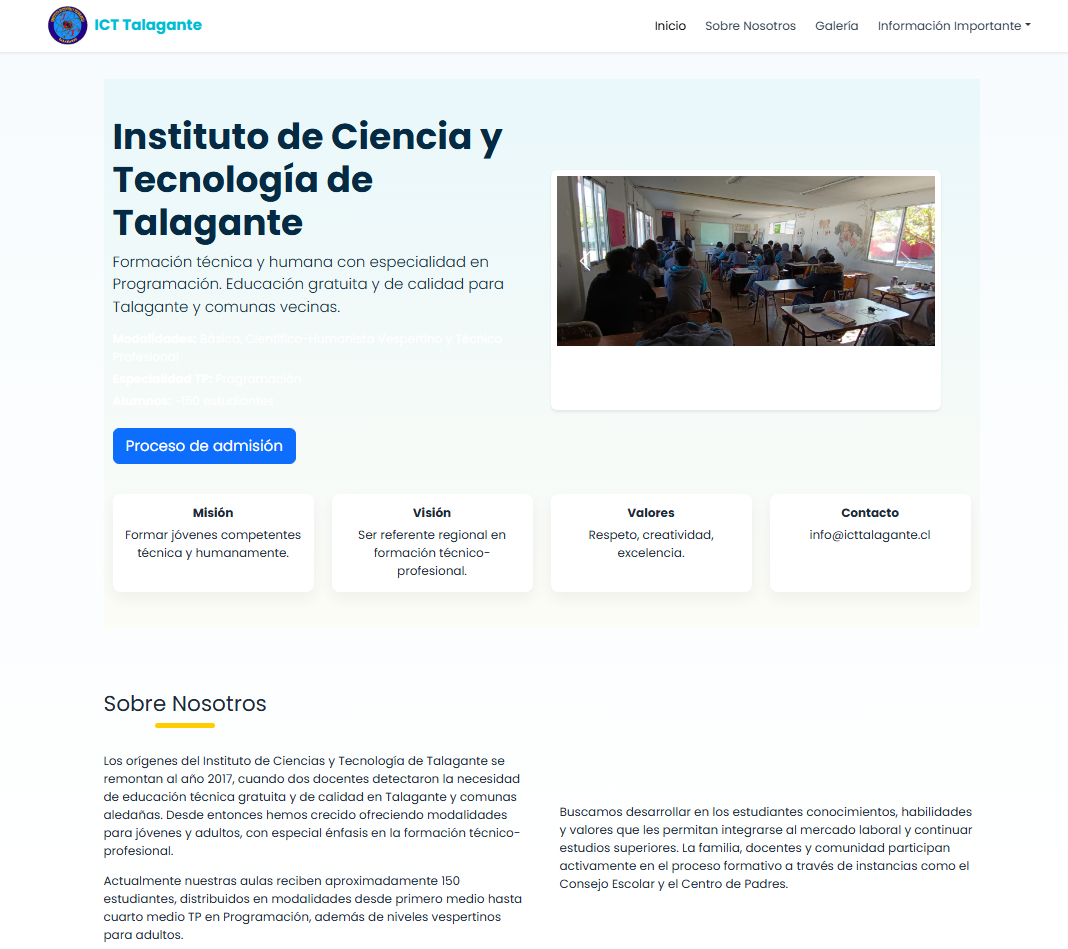 ICT Talagante
Inicio
Sobre Nosotros
Galería
Información Importante
Instituto de Ciencia y
Tecnología de
Talagante
Formación técnica y humana con especialidad en
Programación. Educación gratuita y de calidad para
Talagante y comunas vecinas.
Modalidades: Básica, Científico-Humanista Vespertino y Técnico
Profesional
Especialidad TP: Programación
Alumnos: ~150 estudiantes
Proceso de admisión
Misión
Formar jóvenes competentes
técnica y humanamente.
Visión
Ser referente regional en
formación técnico-
profesional.
Valores
Respeto, creatividad,
excelencia.
Contacto
info@icttalagante.cl
Sobre Nosotros
Los orígenes del Instituto de Ciencias y Tecnología de Talagante se
remontan al año 2017, cuando dos docentes detectaron la necesidad
de educación técnica gratuita y de calidad en Talagante y comunas
aledañas. Desde entonces hemos crecido ofreciendo modalidades
para jóvenes y adultos, con especial énfasis en la formación técnico-
profesional.
Actualmente nuestras aulas reciben aproximadamente 150
estudiantes, distribuidos en modalidades desde primero medio hasta
cuarto medio TP en Programación, además de niveles vespertinos
para adultos.
Buscamos desarrollar en los estudiantes conocimientos, habilidades
y valores que les permitan integrarse al mercado laboral y continuar
estudios superiores. La familia, docentes y comunidad participan
activamente en el proceso formativo a través de instancias como el
Consejo Escolar y el Centro de Padres.